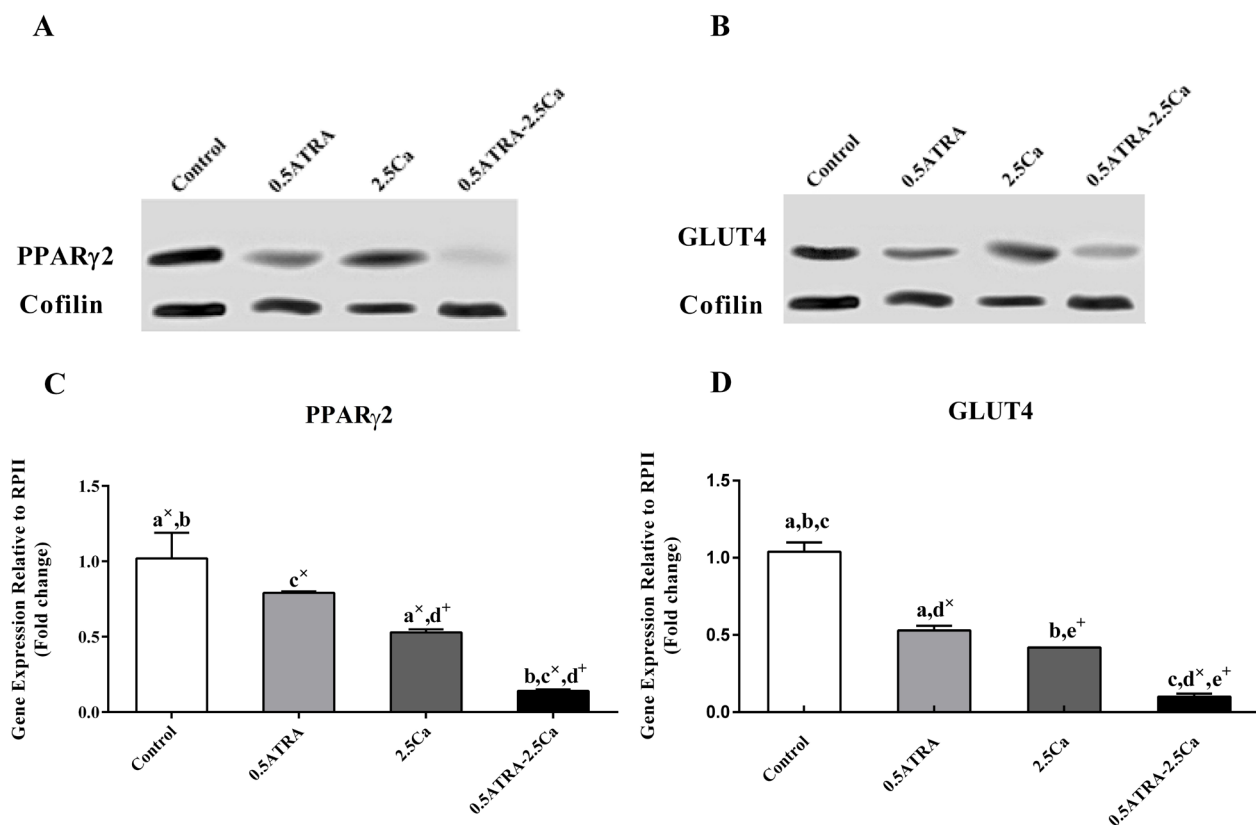 A
Control
0.5ATRA
2.5Ca
0.5ATRA-2.5Ca
PPARγ2
Cofilin
B
Control
0.5ATRA
2.5Ca
0.5ATRA-2.5Ca
GLUT4
Cofilin
C
PPARγ2
Gene Expression Relative to RPII
(Fold change)
1.5
1.0
0.5
0.0
a×,b
c×
a×,d+
b,c×,d+
Control
0.5ATRA
2.5Ca
0.5ATRA-2.5Ca
D
GLUT4
Gene Expression Relative to RPII
(Fold change)
1.5
1.0
0.5
0.0
a,b,c
a,d×
b,e+
c,d×,e+
Control
0.5ATRA
2.5Ca
0.5ATRA-2.5Ca